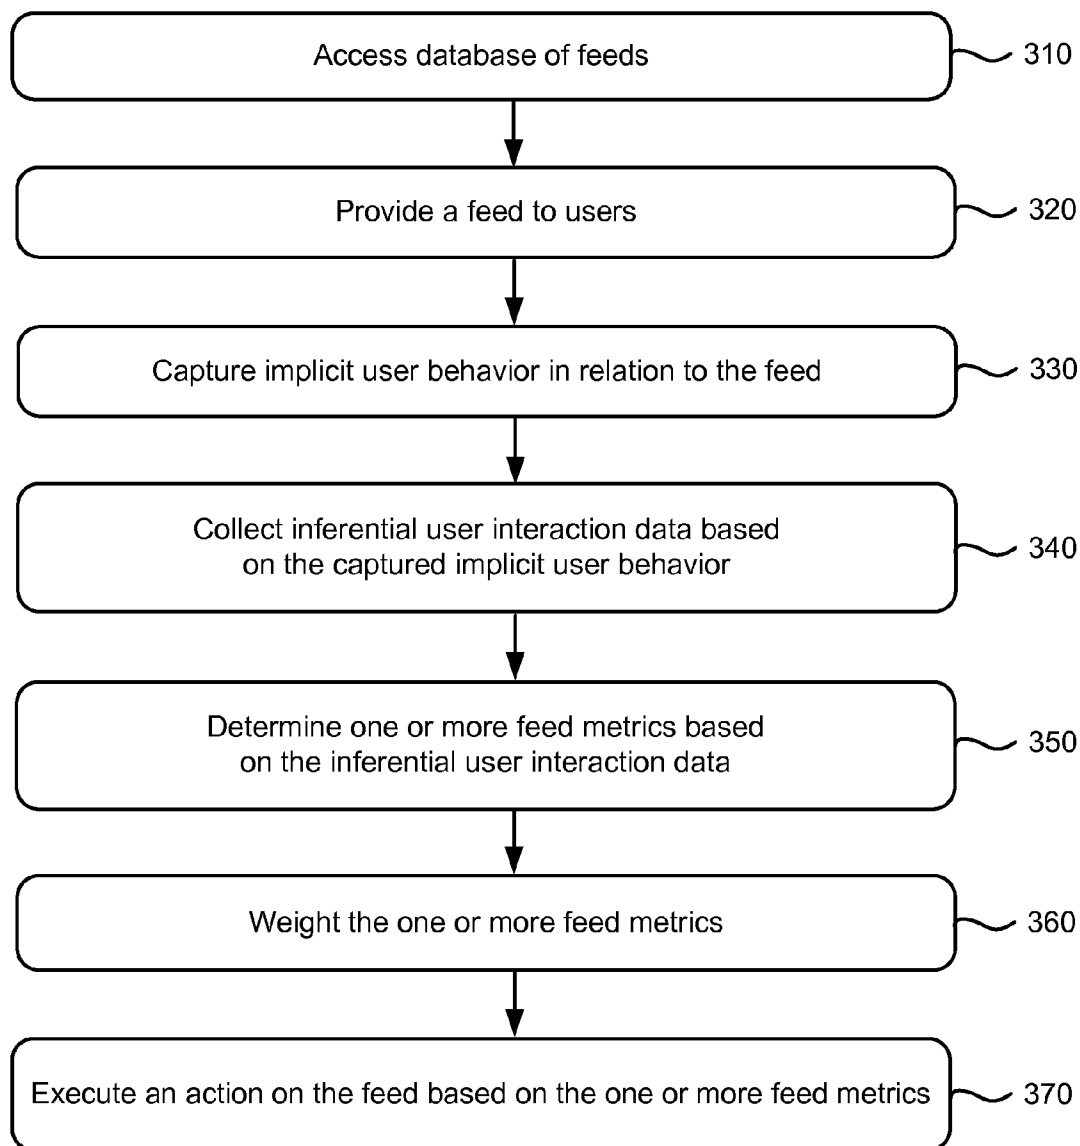 Access database of feeds
310
Provide a feed to users
320
Capture implicit user behavior in relation to the feed
330
Collect inferential user interaction data based
on the captured implicit user behavior
340
Determine one or more feed metrics based
on the inferential user interaction data
350
Weight the one or more feed metrics
360
Execute an action on the feed based on the one or more feed metrics
370